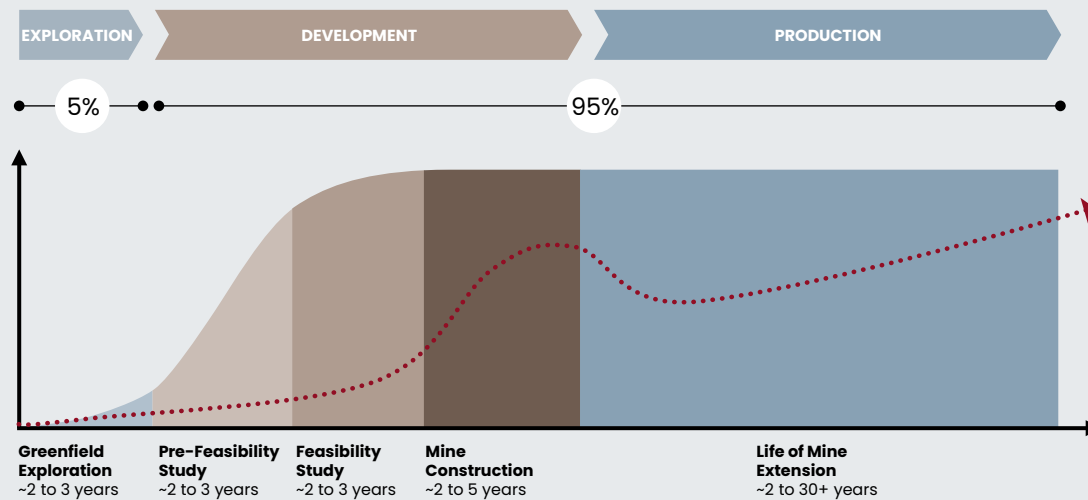 EXPLORATION
DEVELOPMENT
PRODUCTION
5%
95%
Greenfield
Exploration
~2 to 3 years
Pre-Feasibility
Study
~2 to 3 years
Feasibility
Study
~2 to 3 years
Mine
Construction
~2 to 5 years
Life of Mine
Extension
~2 to 30+ years